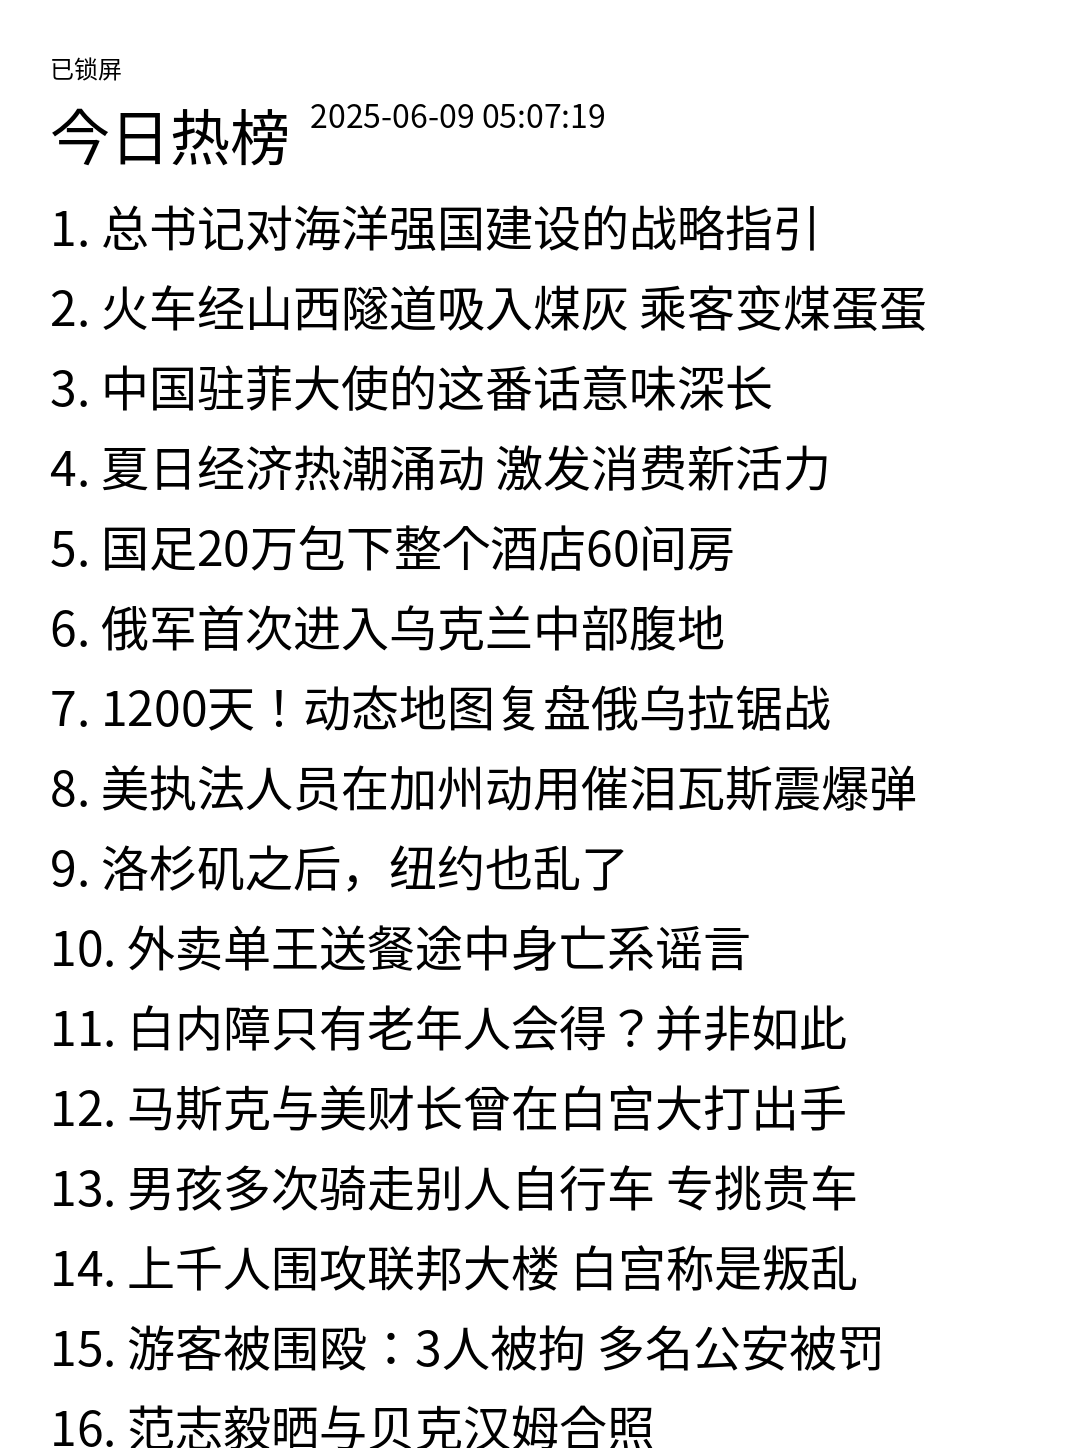 已锁屏
今日热榜 2025-06-09 05:07:19
1. 总书记对海洋强国建设的战略指引
2. 火车经山西隧道吸入煤灰 乘客变煤蛋蛋
3. 中国驻菲大使的这番话意味深长
4. 夏日经济热潮涌动 激发消费新活力
5. 国足20万包下整个酒店60间房
6. 俄军首次进入乌克兰中部腹地
7. 1200天！动态地图复盘俄乌拉锯战
8. 美执法人员在加州动用催泪瓦斯震爆弹
9. 洛杉矶之后，纽约也乱了
10. 外卖单王送餐途中身亡系谣言
11. 白内障只有老年人会得？并非如此
12. 马斯克与美财长曾在白宫大打出手
13. 男孩多次骑走别人自行车 专挑贵车
14. 上千人围攻联邦大楼 白宫称是叛乱
15. 游客被围殴：3人被拘 多名公安被罚
16. 范志毅晒与贝克汉姆合照